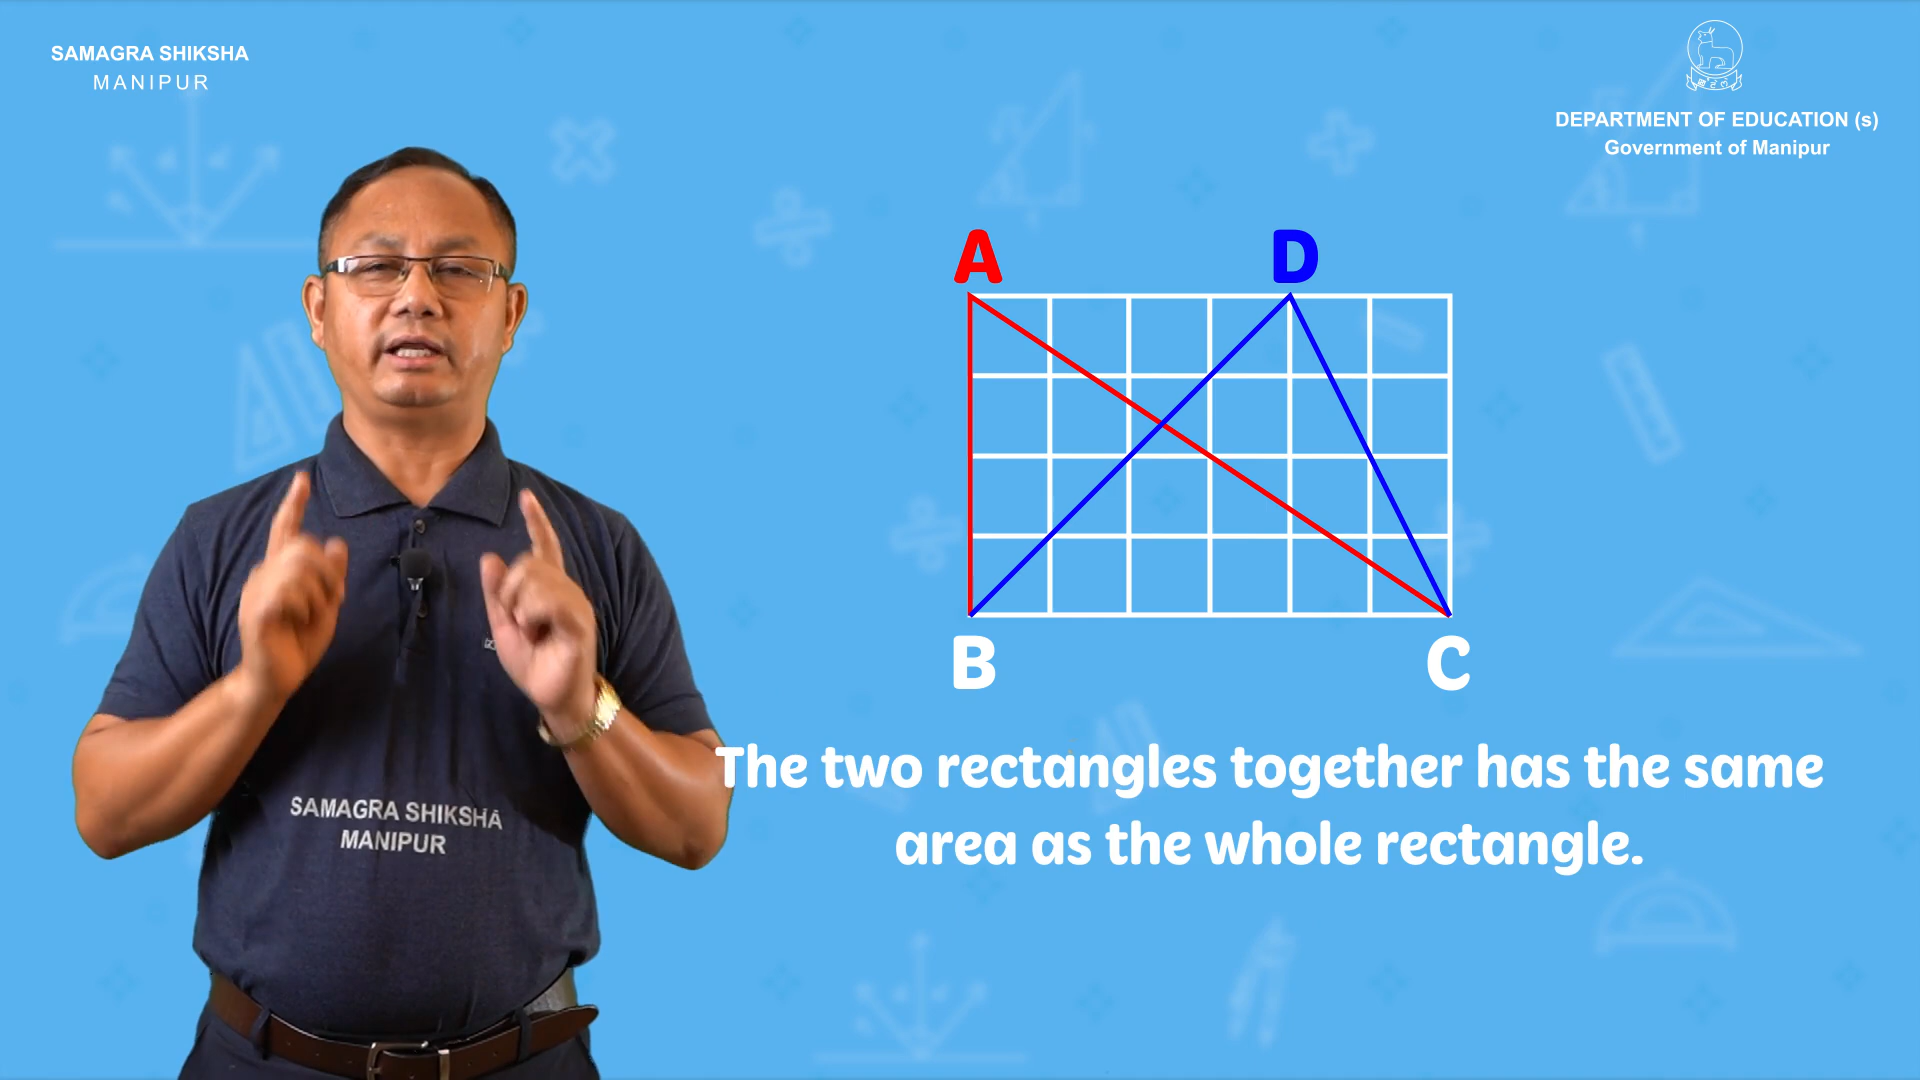 SAMAGRA SHIKSHA
MANIPUR
DEPARTMENT OF EDUCATION (s)
Government of Manipur
A
D
B
C
The two rectangles together has the same
area as the whole rectangle.
SAMAGRA SHIKSHA
MANIPUR